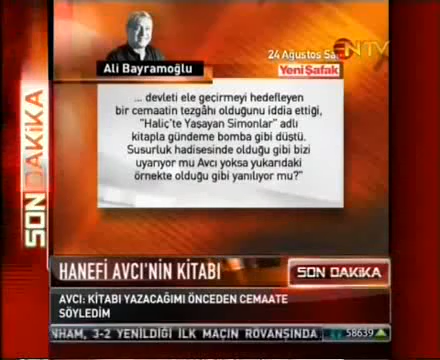 SON DAKİKA
Ali Bayramoğlu
24 Ağustos
NTV
Yeni Şafak
... devleti ele geçirmeyi hedefleyen
bir cemaatin tezgâhı olduğunu iddia ettiği,
"Haliç'te Yaşayan Simonlar" adlı
kitapla gündeme bomba gibi düştü.
Susurluk hadisesinde olduğu gibi bizi
uyarıyor mu Avcı yoksa yukarıdaki
örnekte olduğu gibi yanılıyor mu?"
HANEFİ AVCI'NIN KİTABI
SON DAKİKA
AVCI: KİTABI YAZACAĞIMI ÖNCEDEN CEMAATE
SÖYLEDİM
NHAM, 3-2 YENİLDİĞİ İLK MAÇIN ROVANŞINDA
58639